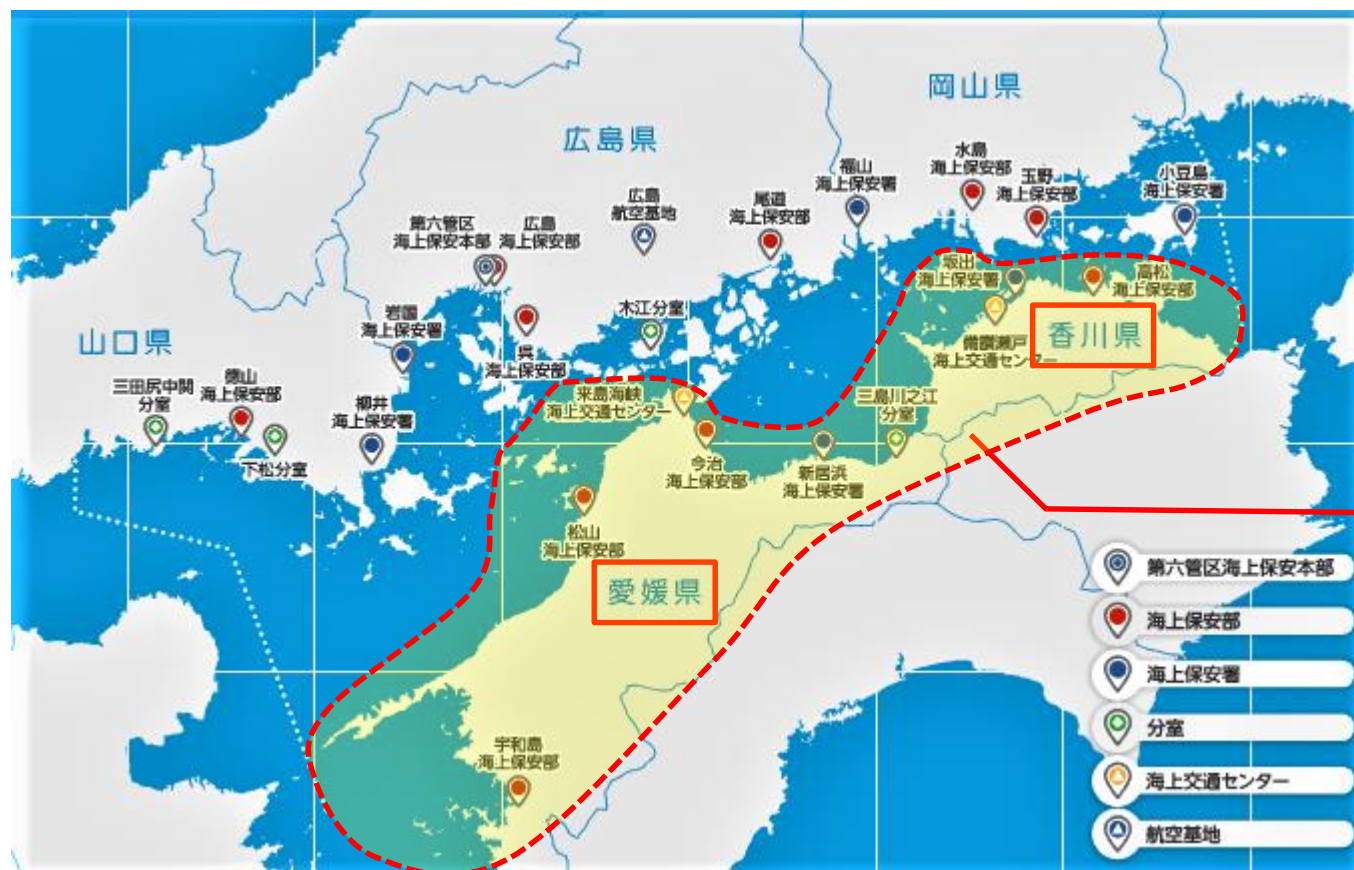 岡山県
広島県
水島
海上保安部
玉野
海上保安部
小豆島
海上保安署
福山
海上保安署
広島
航空基地
尾道
海上保安部
第六管区
海上保安本部
広島
海上保安部
坂出
海上保安署
高松
海上保安部
木江分室
岩国
海上保安署
香川県
山口県
呉
海上保安部
備讃瀬戸
海上交通センター
三田尻中関
分室
徳山
海上保安部
来島海峡
海上交通センター
三島川之江
分室
柳井
海上保安署
下松分室
今治
海上保安部
新居浜
海上保安署
松山
海上保安部
愛媛県
宇和島
海上保安部
第六管区海上保安本部
海上保安部
海上保安署
分室
海上交通センター
航空基地